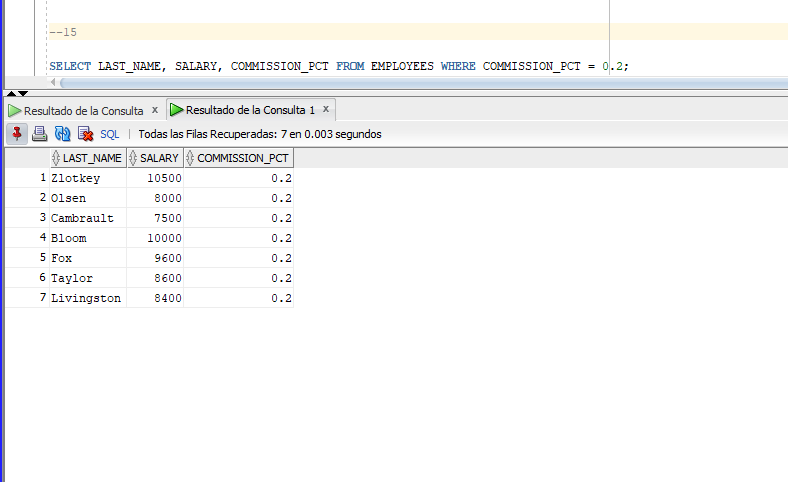 --15
SELECT LAST_NAME, SALARY, COMMISSION_PCT FROM EMPLOYEES WHERE COMMISSION_PCT = 0.2;
Resultado de la Consulta x Resultado de la Consulta 1 x
SQL | Todas las Filas Recuperadas: 7 en 0.003 segundos
LAST_NAME SALARY COMMISSION_PCT
1 Zlotkey 10500 0.2
2 Olsen 8000 0.2
3 Cambrault 7500 0.2
4 Bloom 10000 0.2
5 Fox 9600 0.2
6 Taylor 8600 0.2
7 Livingston 8400 0.2